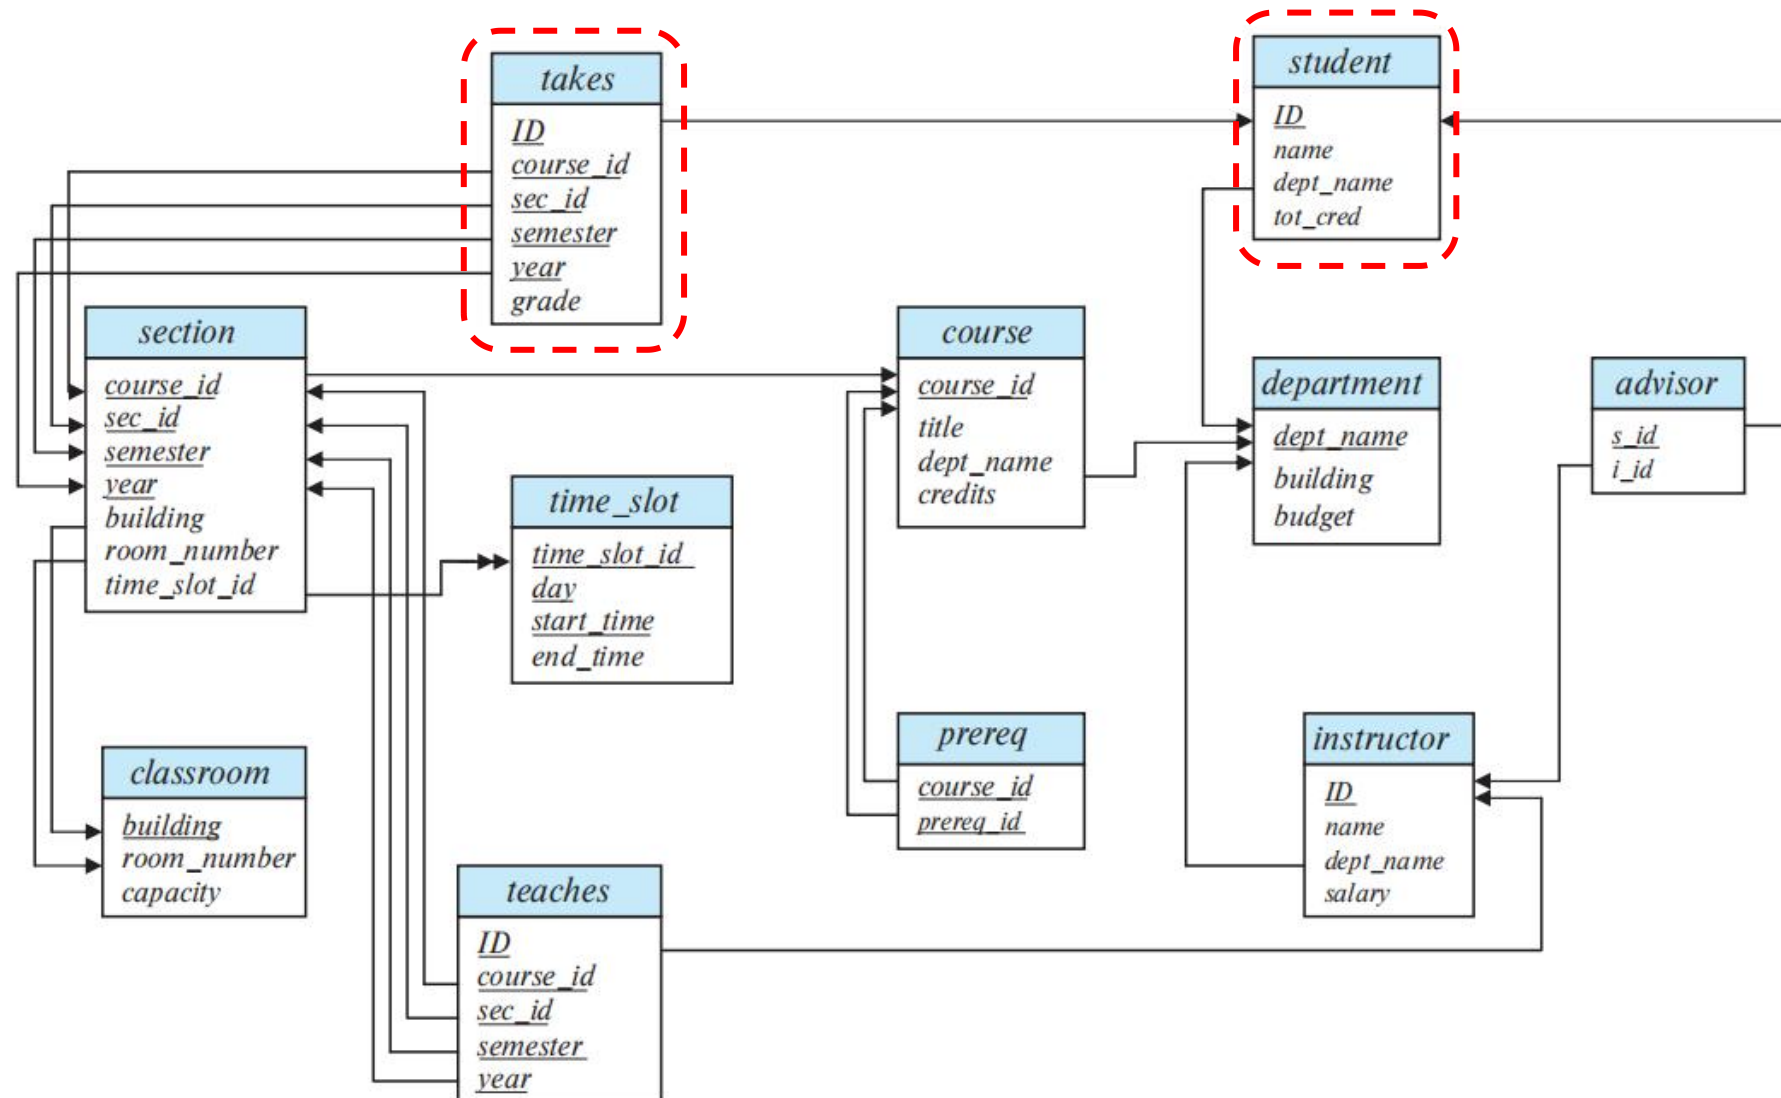 takes
ID
course_id
sec_id
semester
year
grade
student
ID
name
dept_name
tot_cred
section
course_id
sec_id
semester
year
building
room_number
time_slot_id
course
course_id
title
dept_name
credits
department
dept_name
building
budget
advisor
s_id
i_id
time_slot
time_slot_id
day
start_time
end_time
prereq
course_id
prereq_id
instructor
ID
name
dept_name
salary
classroom
building
room_number
capacity
teaches
ID
course_id
sec_id
semester
year